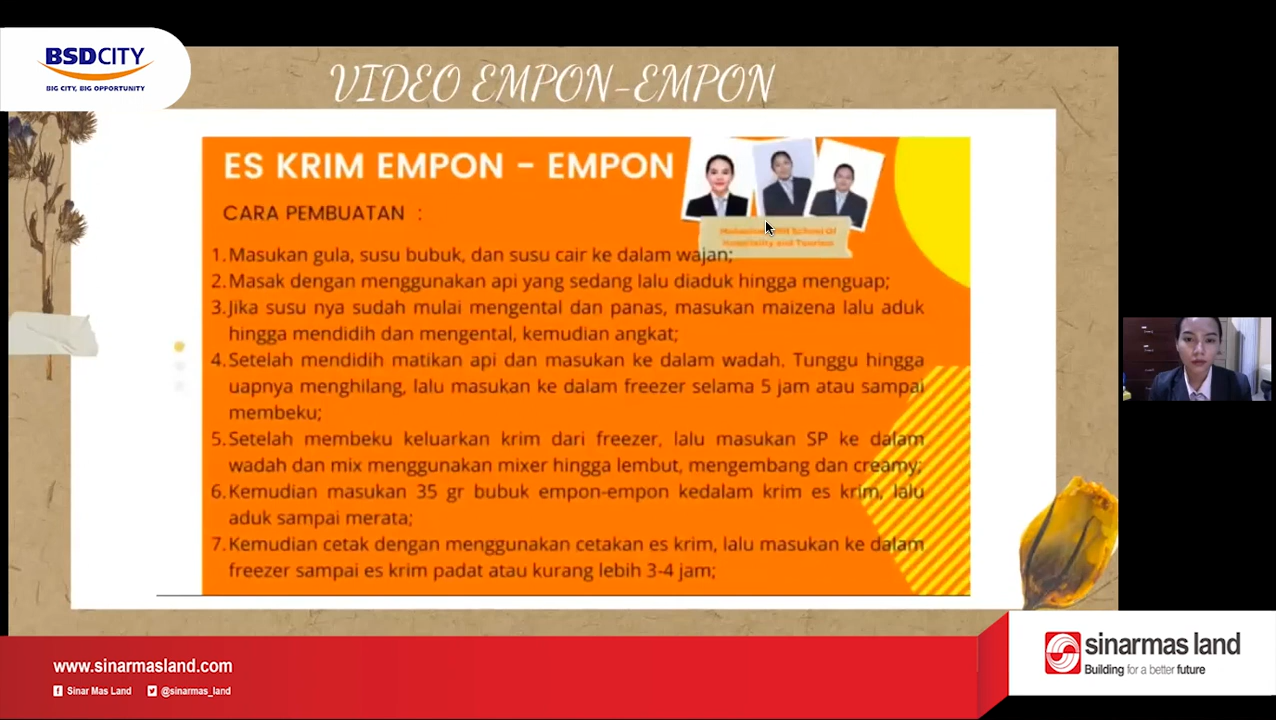 BSDCITY
BIG CITY, BIG OPPORTUNITY
VIDEO EMPON-EMPON
ES KRIM EMPON - EMPON
CARA PEMBUATAN :
School Of
Hospitality and Tourism
1. Masukan gula, susu bubuk, dan susu cair ke dalam wajan;
2. Masak dengan menggunakan api yang sedang lalu diaduk hingga menguap;
3. Jika susu nya sudah mulai mengental dan panas, masukan maizena lalu aduk
hingga mendidih dan mengental, kemudian angkat;
4. Setelah mendidih matikan api dan masukan ke dalam wadah. Tunggu hingga
uapnya menghilang, lalu masukan ke dalam freezer selama 5 jam atau sampai
membeku;
5. Setelah membeku keluarkan krim dari freezer, lalu masukan SP ke dalam
wadah dan mix menggunakan mixer hingga lembut, mengembang dan creamy;
6. Kemudian masukan 35 gr bubuk empon-empon kedalam krim es krim, lalu
aduk sampai merata;
7. Kemudian cetak dengan menggunakan cetakan es krim, lalu masukan ke dalam
freezer sampai es krim padat atau kurang lebih 3-4 jam;
www.sinarmasland.com
Sinar Mas Land @sinarmas_land
sinarmas land
Building for a better future